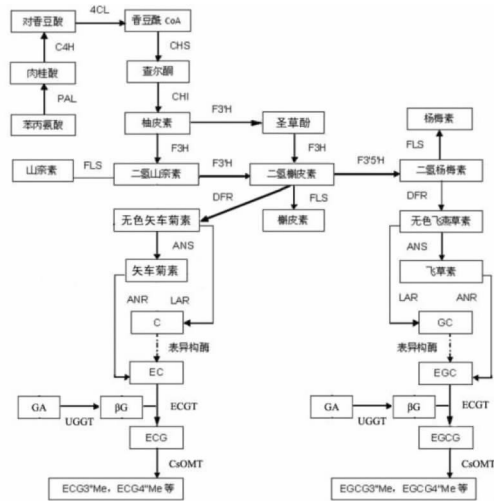 对香豆酸
4CL
香豆酰 CoA
C4H
CHS
肉桂酸
查尔酮
PAL
CHI
苯丙氨酸
柚皮素
F3'H
圣草酚
杨梅素
F3H
F3H
FLS
山奈素
FLS
二氢山奈素
F3'H
二氢槲皮素
F3'5'H
二氢杨梅素
DFR
FLS
DFR
无色矢车菊素
槲皮素
无色飞燕草素
ANS
ANS
矢车菊素
飞草素
ANR
LAR
LAR
ANR
C
GC
表异构酶
表异构酶
EC
EGC
GA
βG
ECGT
GA
βG
ECGT
UGGT
UGGT
ECG
EGCG
CsOMT
CsOMT
ECG3"Me，ECG4"Me 等
EGCG3"Me，EGCG4"Me 等